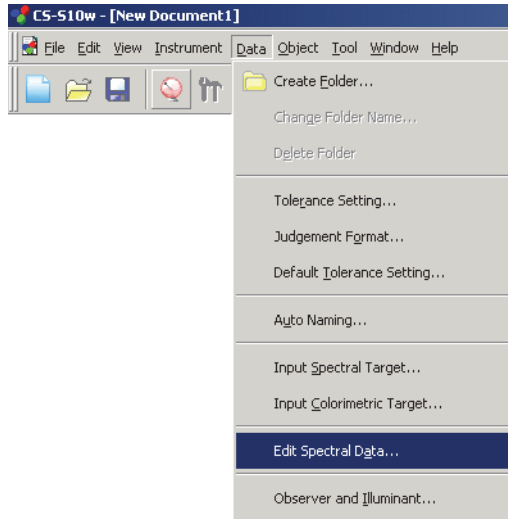 CS-S10w - [New Document1]
File Edit View Instrument Data Object Tool Window Help
Create Folder...
Change Folder Name...
Delete Folder
Tolerance Setting...
Judgement Format...
Default Tolerance Setting...
Auto Naming...
Input Spectral Target...
Input Colorimetric Target...
Edit Spectral Data...
Observer and Illuminant...